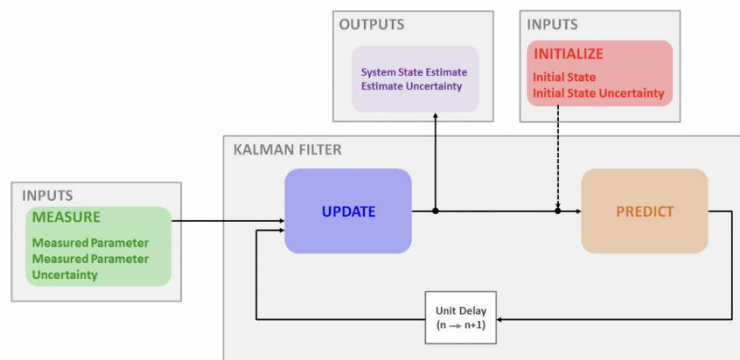 OUTPUTS
System State Estimate
Estimate Uncertainty
INPUTS
INITIALIZE
Initial State
Initial State Uncertainty
KALMAN FILTER
INPUTS
MEASURE
Measured Parameter
Measured Parameter
Uncertainty
UPDATE
PREDICT
Unit Delay
(n → n+1)